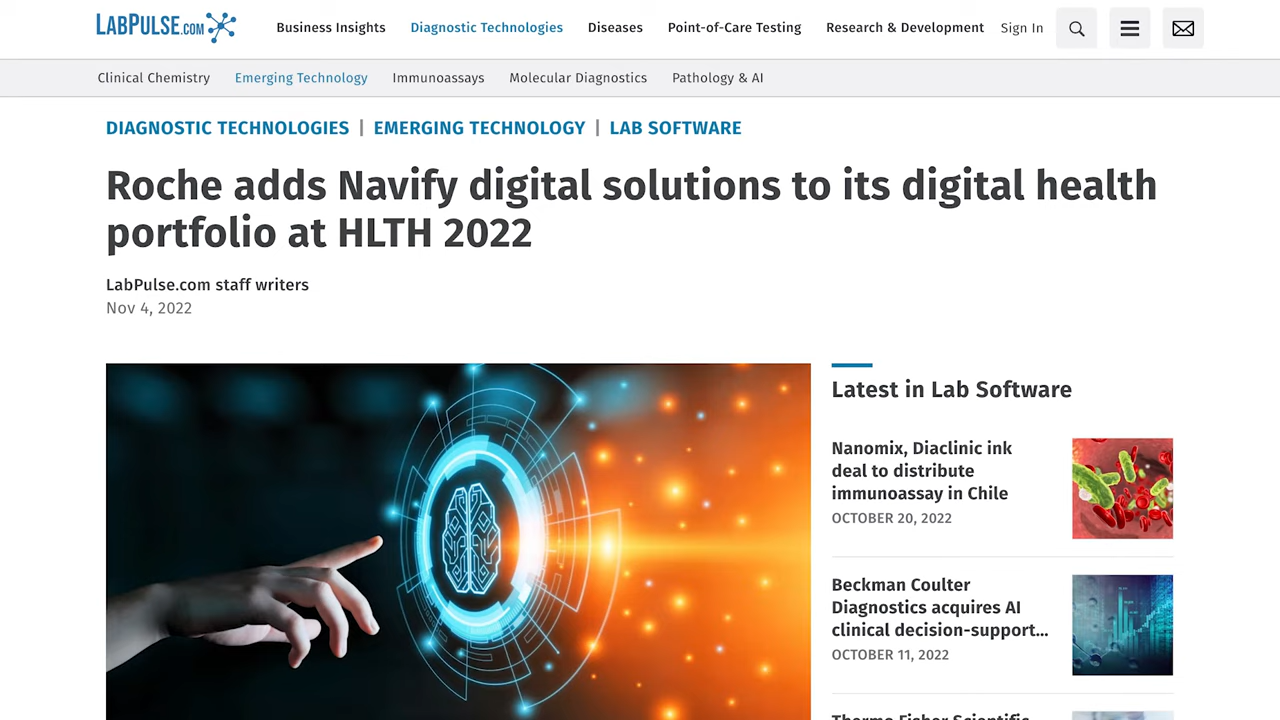 LABPULSE.COM
Business Insights
Diagnostic Technologies
Diseases
Point-of-Care Testing
Research & Development
Sign In
Clinical Chemistry
Emerging Technology
Immunoassays
Molecular Diagnostics
Pathology & AI
DIAGNOSTIC TECHNOLOGIES | EMERGING TECHNOLOGY | LAB SOFTWARE
Roche adds Navify digital solutions to its digital health
portfolio at HLTH 2022
LabPulse.com staff writers
Nov 4, 2022
Latest in Lab Software
Nanomix, Diaclinic ink
deal to distribute
immunoassay in Chile
OCTOBER 20, 2022
Beckman Coulter
Diagnostics acquires AI
clinical decision-support...
OCTOBER 11, 2022
Thermo Fisher Scientific